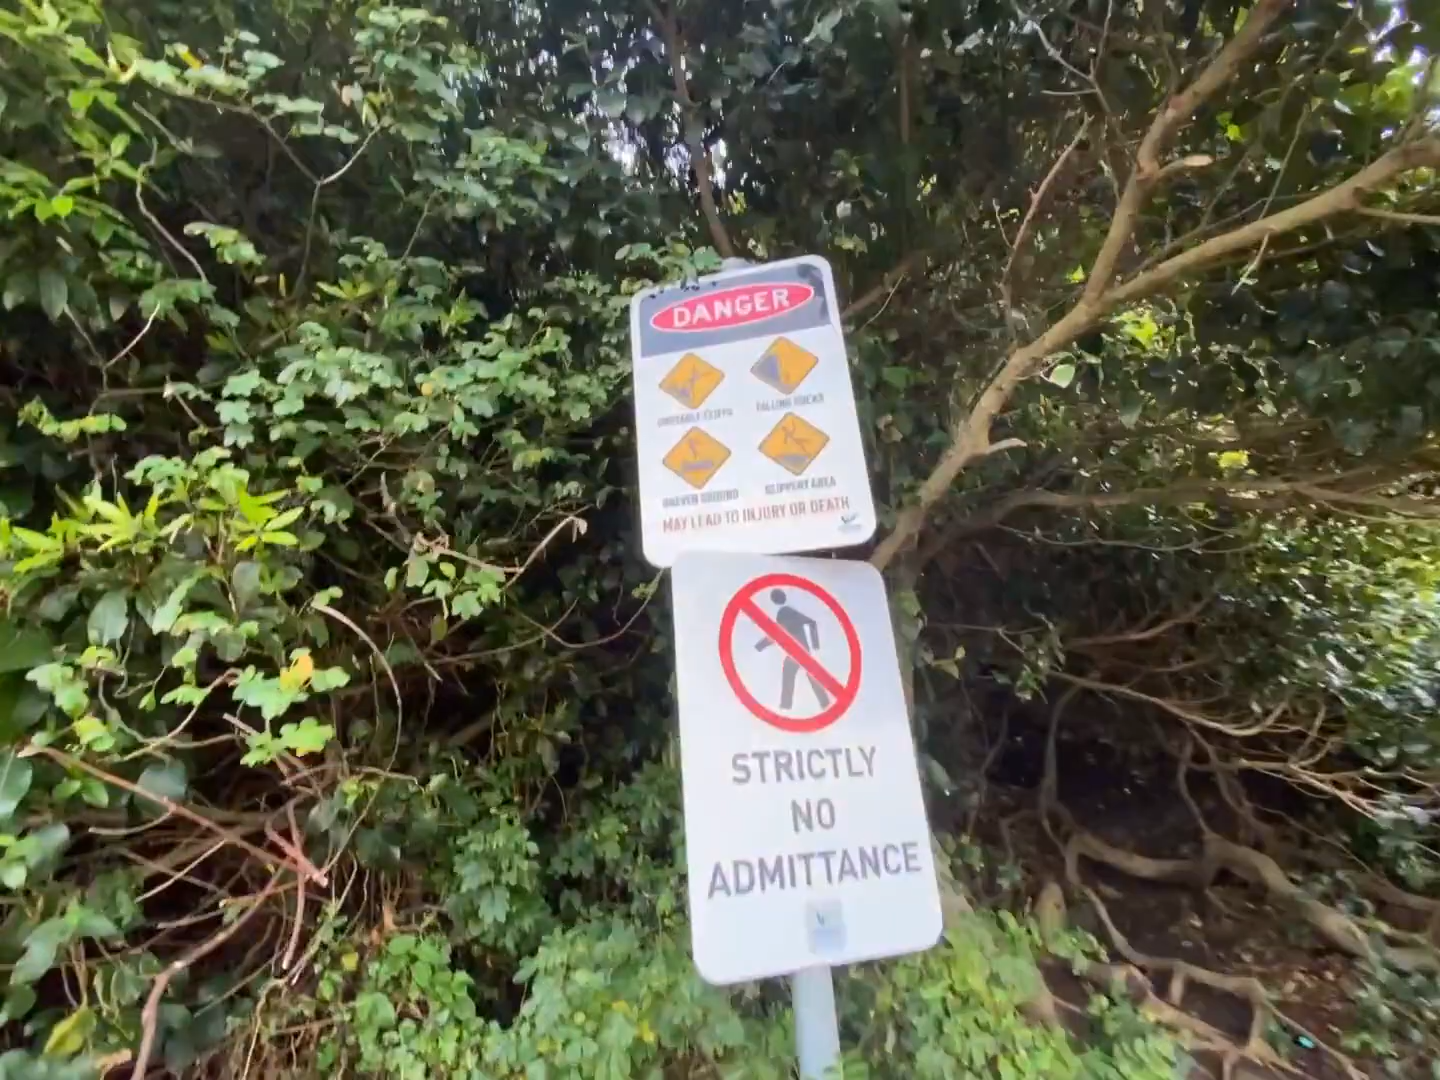 DANGER
UNSTABLE CLIFFS
FALLING ROCKS
UNEVEN GROUND
SLIPPERY AREA
MAY LEAD TO INJURY OR DEATH
STRICTLY
NO
ADMITTANCE